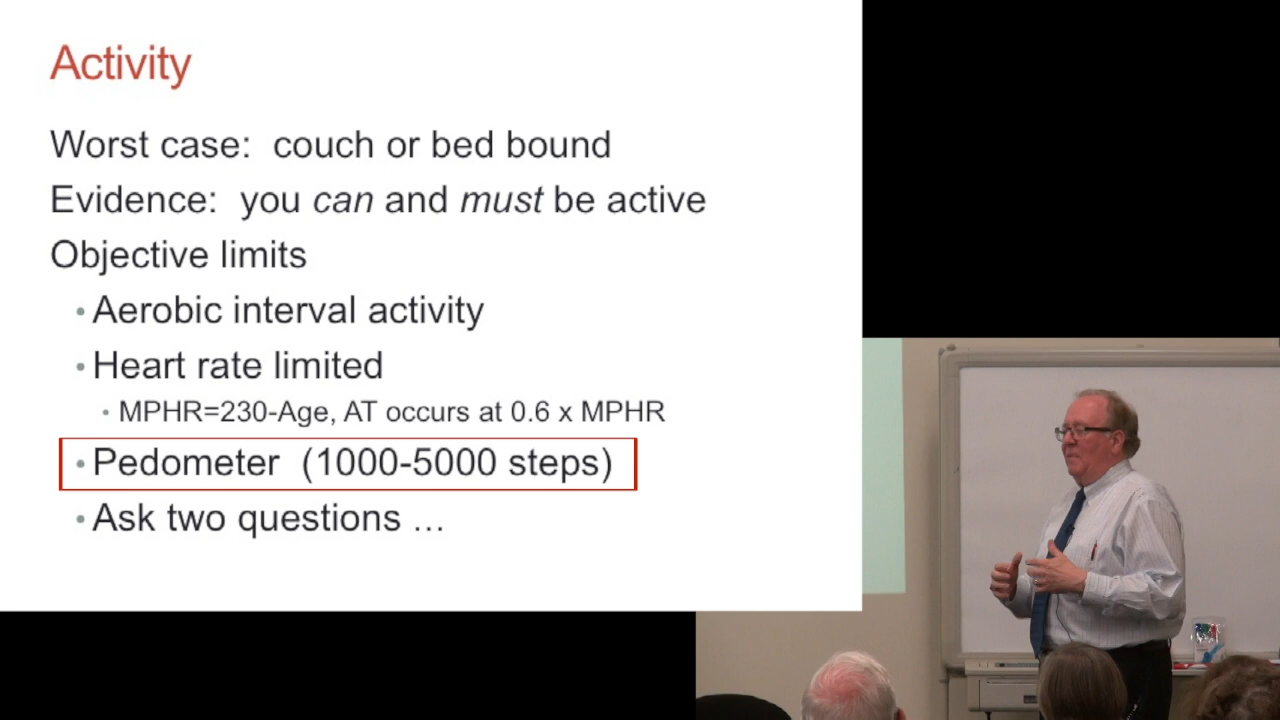 Activity
Worst case: couch or bed bound
Evidence: you can and must be active
Objective limits
• Aerobic interval activity
• Heart rate limited
• MPHR=230-Age, AT occurs at 0.6 x MPHR
• Pedometer (1000-5000 steps)
• Ask two questions …